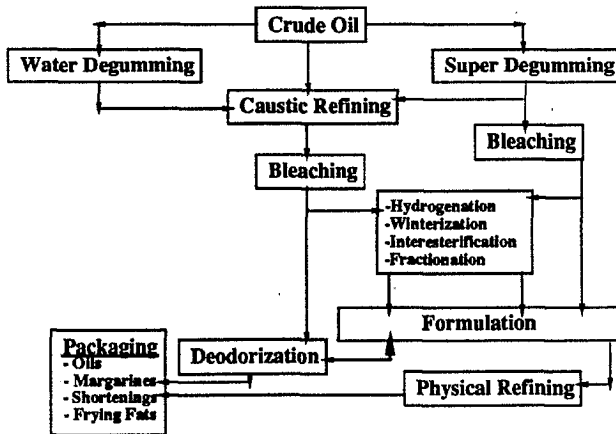 Crude Oil
Water Degumming
Super Degumming
Caustic Refining
Bleaching
Bleaching
-Hydrogenation
-Winterization
-Interesterification
-Fractionation
Formulation
Packaging
- Oils
- Margarines
- Shortenings
- Frying Fats
Deodorization
Physical Refining